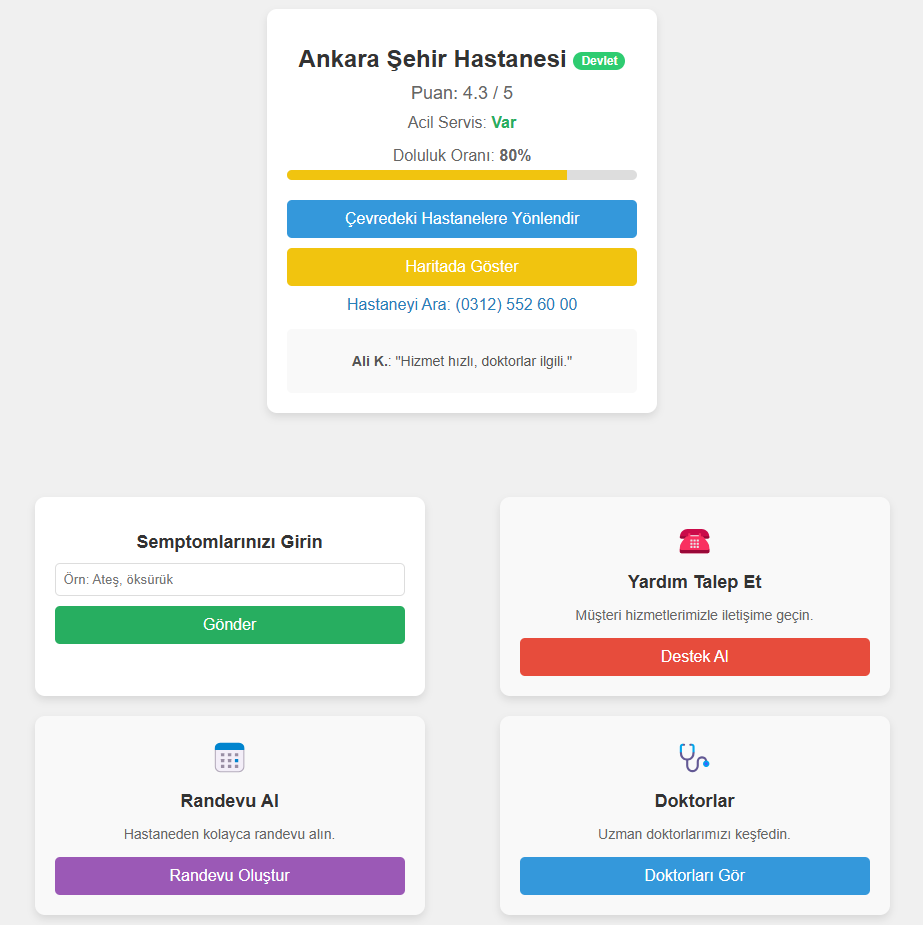 Ankara Şehir Hastanesi Devlet
Puan: 4.3 / 5
Acil Servis: Var
Doluluk Oranı: 80%
Çevredeki Hastanelere Yönlendir
Haritada Göster
Hastaneyi Ara: (0312) 552 60 00
Ali K.: "Hizmet hızlı, doktorlar ilgili."
Semptomlarınızı Girin
Örn: Ateş, öksürük
Gönder
Yardım Talep Et
Müşteri hizmetlerimizle iletişime geçin.
Destek Al
Randevu Al
Hastaneden kolayca randevu alın.
Randevu Oluştur
Doktorlar
Uzman doktorlarımızı keşfedin.
Doktorları Gör